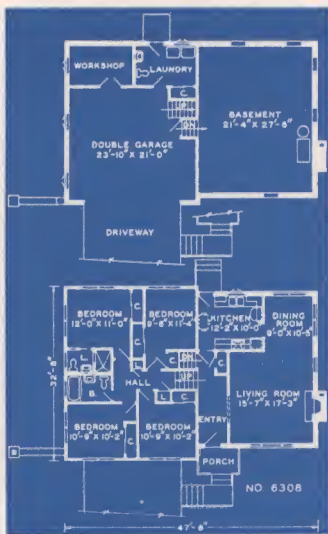 WORKSHOP
LAUNDRY
C.
BASEMENT
21'-4" X 27'-6"
DOUBLE GARAGE
23'-10" X 21'-0"
DRIVEWAY
BEDROOM
12'-0" X 11'-0"
C.
C.
BEDROOM
9'-8" X 11'-4"
KITCHEN
12'-2" X 10'-0"
DINING
ROOM
9'-0" X 10'-5"
L.
C.
C.
B.
HALL
L.
C.
LIVING ROOM
15'-7" X 17'-3"
BEDROOM
10'-9" X 10'-2"
C.
BEDROOM
10'-9" X 10'-2"
ENTRY
PORCH
32'-8"
NO. 6308
47'-8"